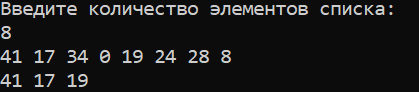 Введите количество элементов списка:
8
41 17 34 0 19 24 28 8
41 17 19